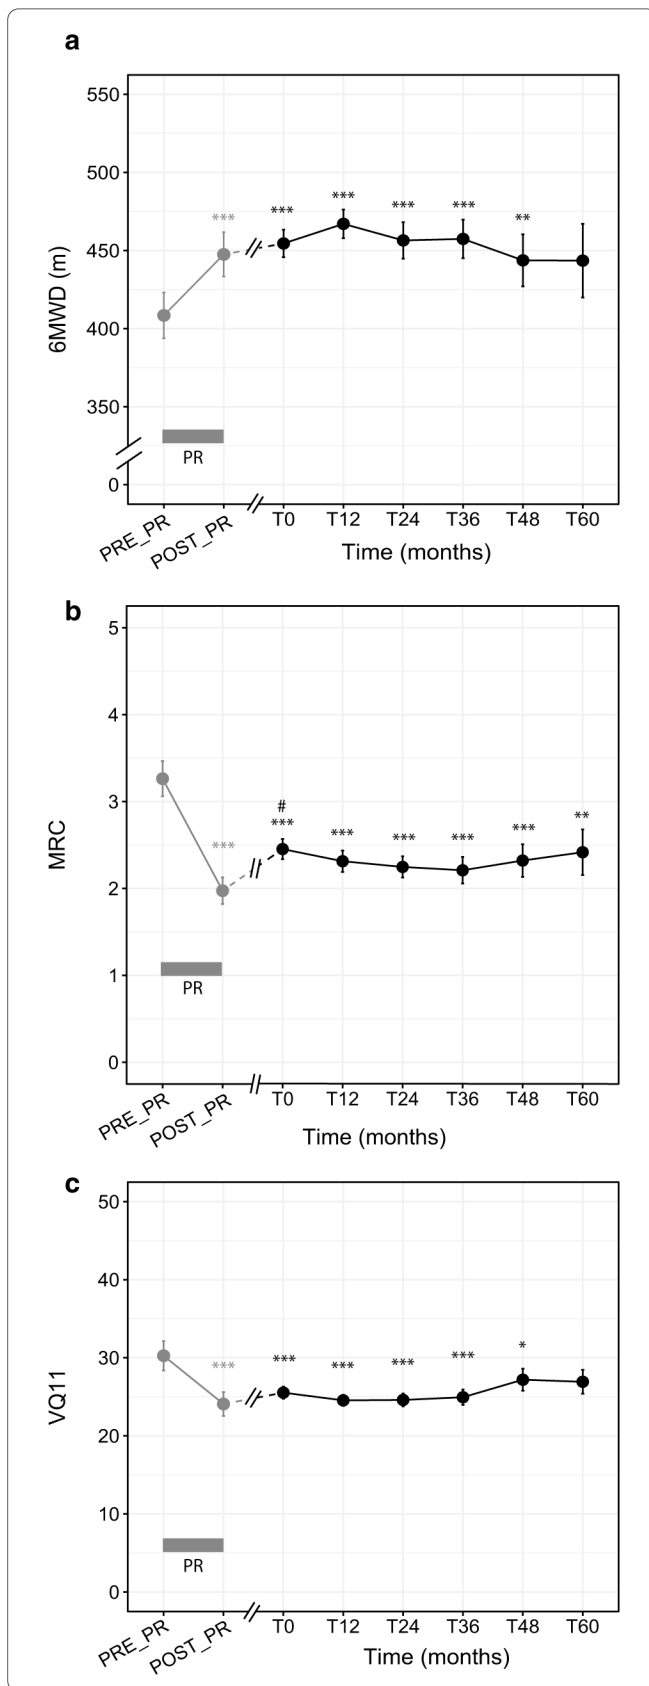 a
550
500
450
400
350
0
6MWD (m)
***
***
***
***
***
**
PR
PRE_PR
POST_PR
T0
T12
T24
T36
T48
T60
Time (months)
b
5
4
3
2
1
0
MRC
***
#
***
***
***
***
***
**
PR
PRE_PR
POST_PR
T0
T12
T24
T36
T48
T60
Time (months)
c
50
40
30
20
10
0
VQ11
***
***
***
***
***
*
PR
PRE_PR
POST_PR
T0
T12
T24
T36
T48
T60
Time (months)